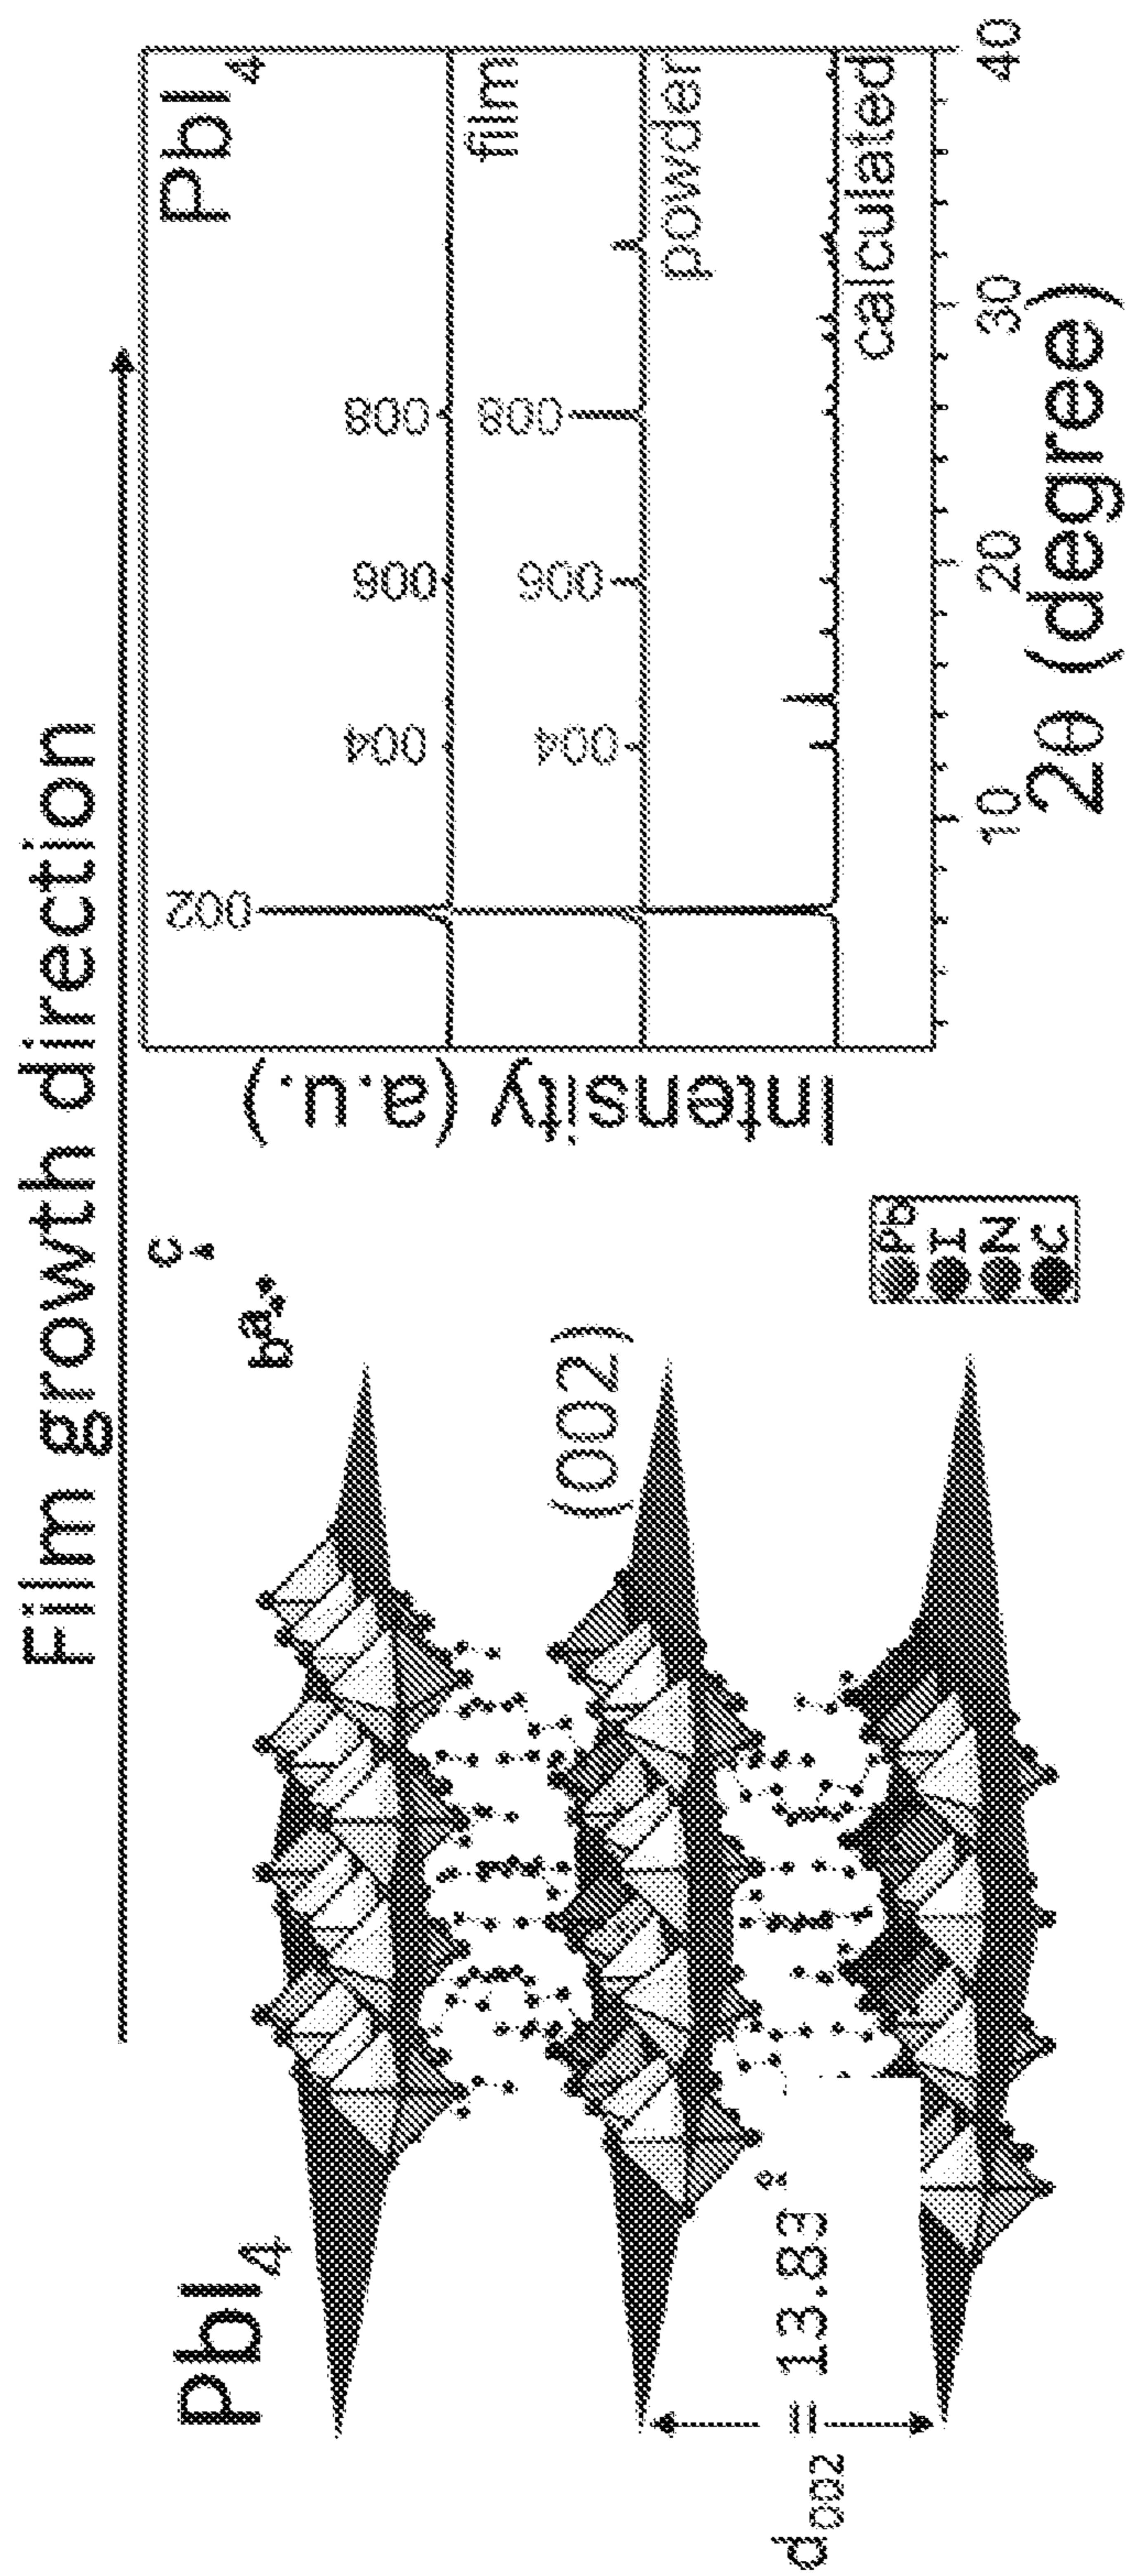 Film growth direction
PbI4
c
b a
(002)
d002 = 13.83 Å
Pb
I
N
C
PbI4
Intensity (a.u.)
002
004
006
008
film
004
006
008
powder
calculated
10
20
30
40
2θ (degree)